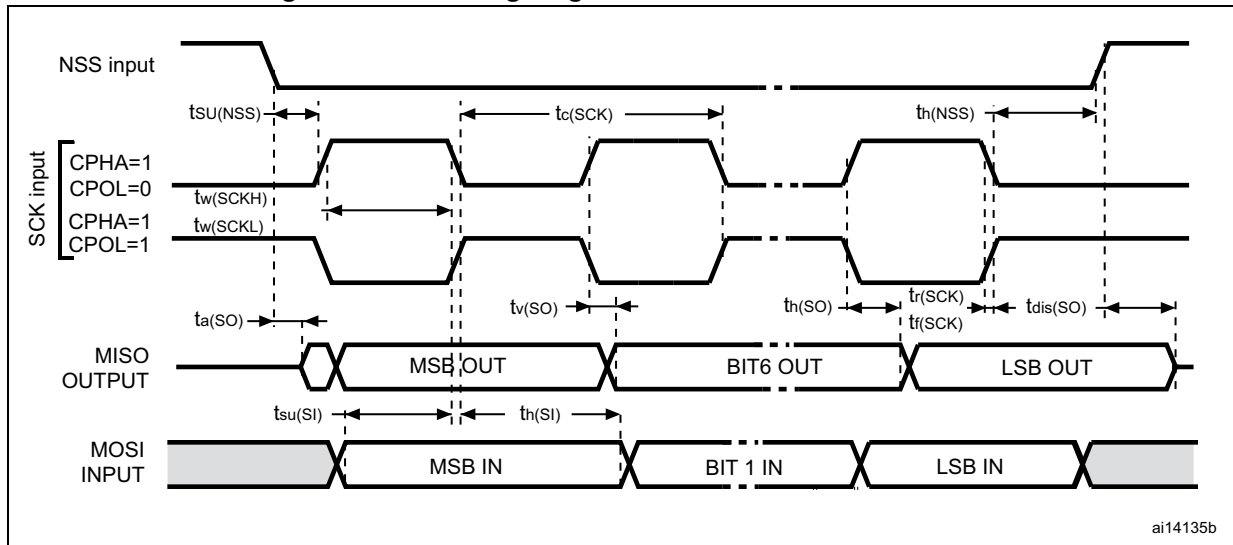 NSS input
tSU(NSS)
tc(SCK)
th(NSS)
SCK input
CPHA=1
CPOL=0
tw(SCKH)
CPHA=1
tw(SCKL)
CPOL=1
ta(SO)
tv(SO)
th(SO)
tr(SCK)
tf(SCK)
tdis(SO)
MISO
OUTPUT
MSB OUT
BIT6 OUT
LSB OUT
tsu(SI)
th(SI)
MOSI
INPUT
MSB IN
BIT 1 IN
LSB IN
ai14135b